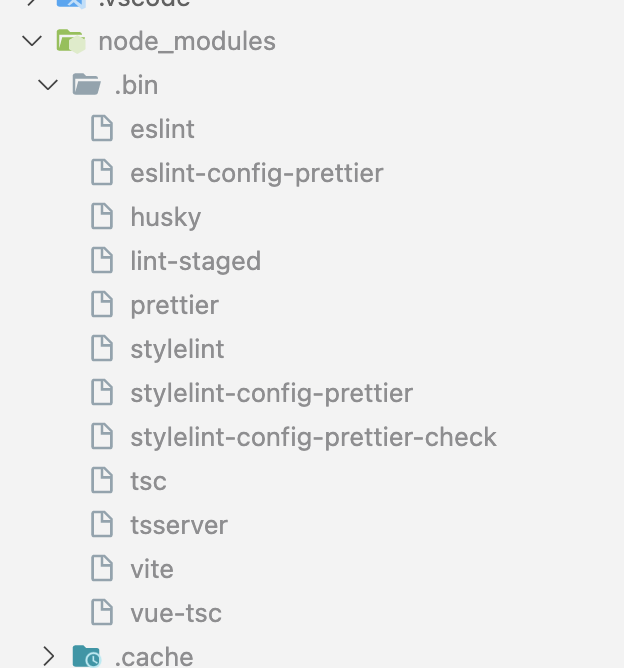 .vscode
node_modules
.bin
eslint
eslint-config-prettier
husky
lint-staged
prettier
stylelint
stylelint-config-prettier
stylelint-config-prettier-check
tsc
tsserver
vite
vue-tsc
.cache